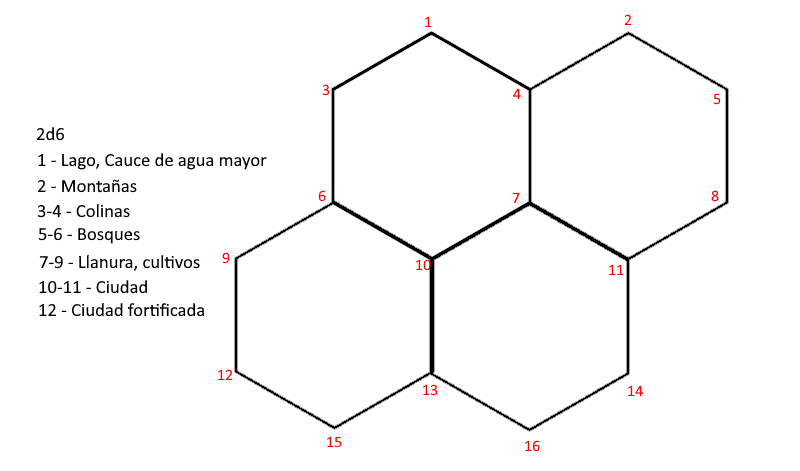 1
2
3
4
5
2d6
1 - Lago, Cauce de agua mayor
2 - Montañas
3-4 - Colinas
5-6 - Bosques
7-9 - Llanura, cultivos
10-11 - Ciudad
12 - Ciudad fortificada
6
7
8
9
10
11
12
13
14
15
16